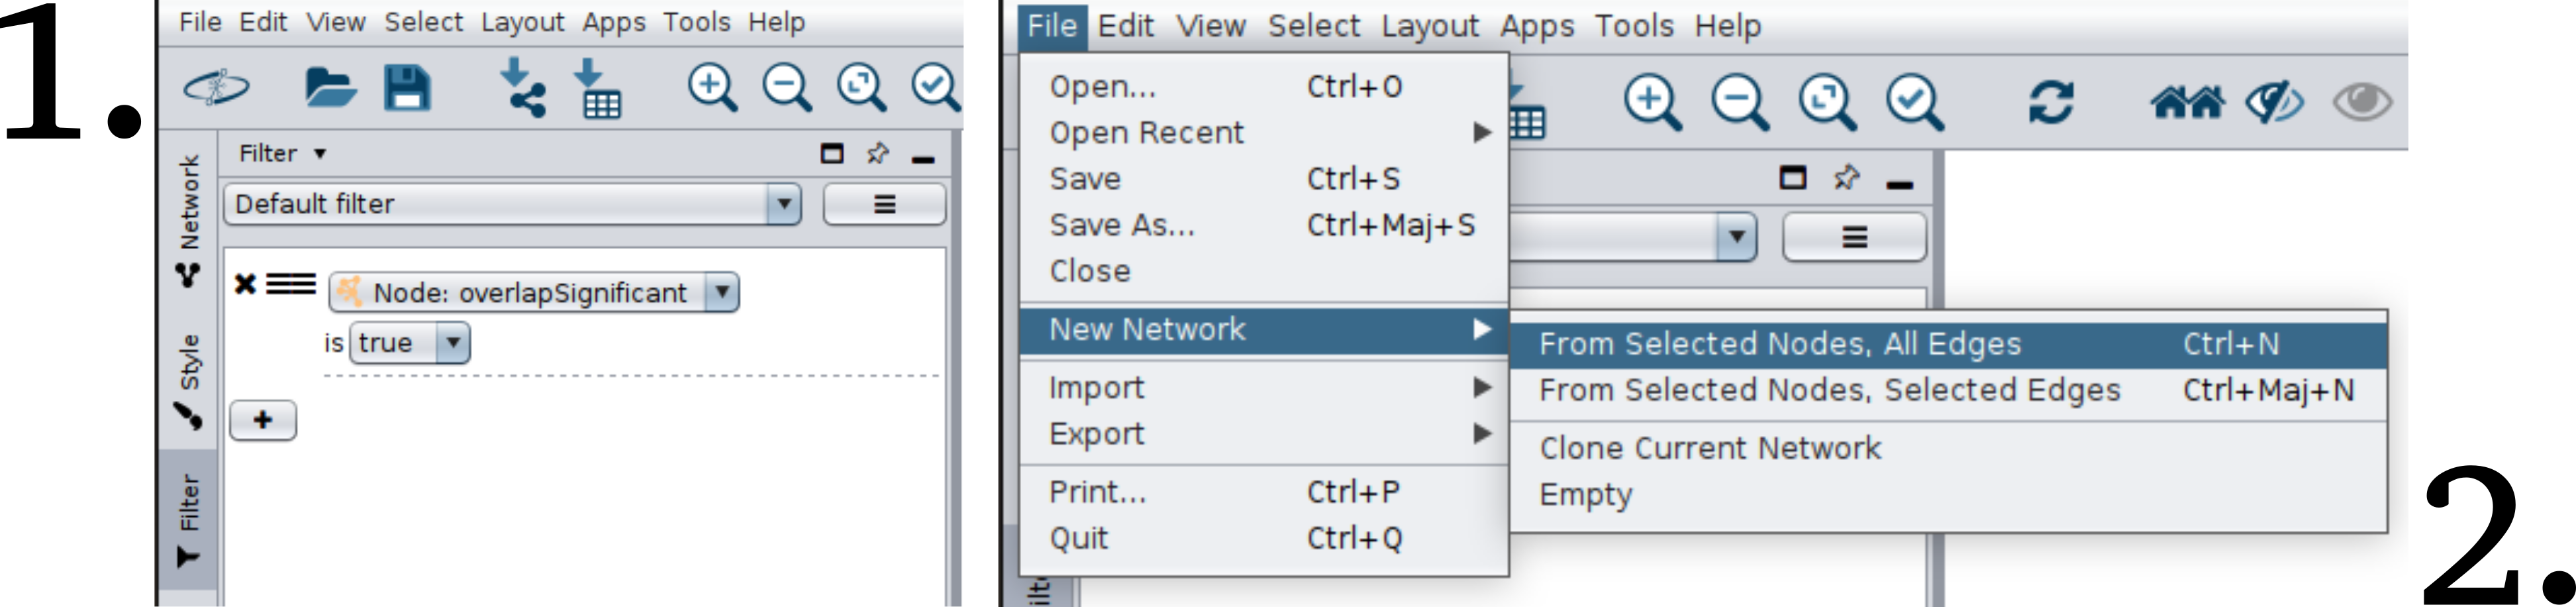 1.
File Edit View Select Layout Apps Tools Help
Network
Style
Filter
Filter
Default filter
Node: overlapSignificant
is true
File Edit View Select Layout Apps Tools Help
Open... Ctrl+O
Open Recent
Save Ctrl+S
Save As... Ctrl+Maj+S
Close
New Network
Import
Export
Print... Ctrl+P
Quit Ctrl+Q
From Selected Nodes, All Edges Ctrl+N
From Selected Nodes, Selected Edges Ctrl+Maj+N
Clone Current Network
Empty
2.